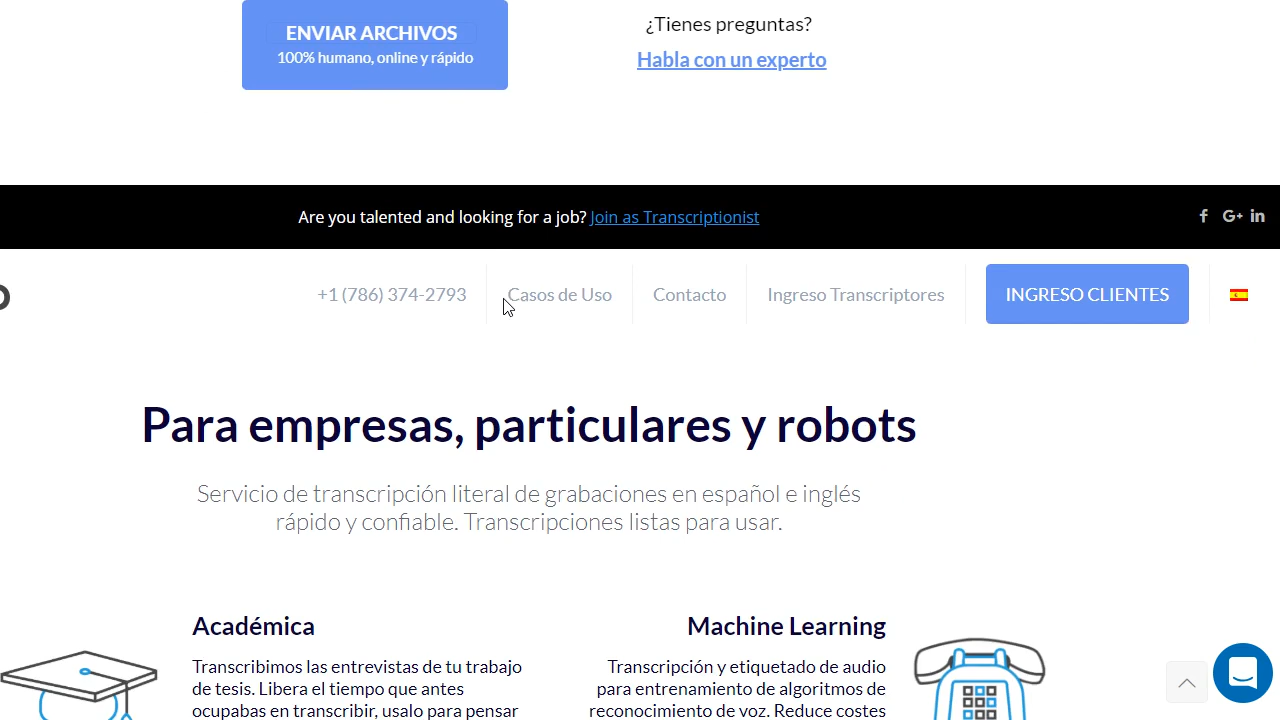 ENVIAR ARCHIVOS
100% humano, online y rápido
¿Tienes preguntas?
Habla con un experto
Are you talented and looking for a job? Join as Transcriptionist
+1 (786) 374-2793
Casos de Uso
Contacto
Ingreso Transcriptores
INGRESO CLIENTES
Para empresas, particulares y robots
Servicio de transcripción literal de grabaciones en español e inglés
rápido y confiable. Transcripciones listas para usar.
Académica
Transcribimos las entrevistas de tu trabajo
de tesis. Libera el tiempo que antes
ocupabas en transcribir, usalo para pensar
Machine Learning
Transcripción y etiquetado de audio
para entrenamiento de algoritmos de
reconocimiento de voz. Reduce costes